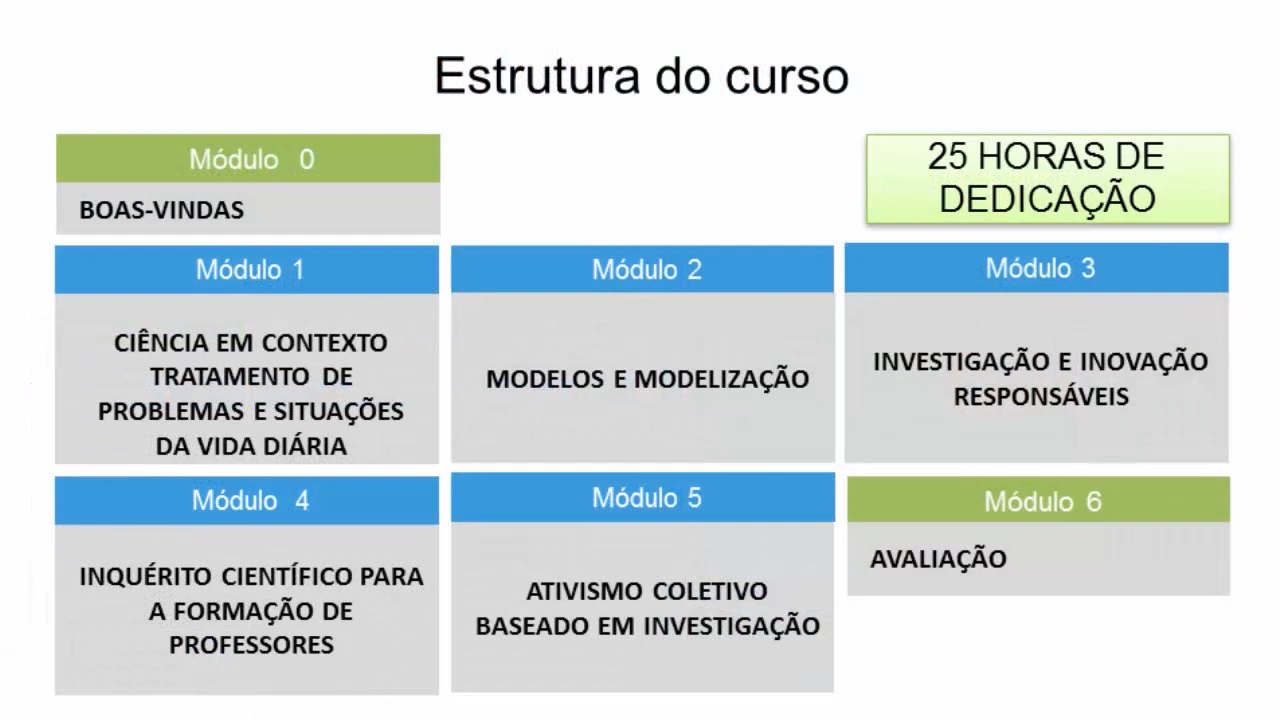 Estrutura do curso
Módulo 0
BOAS-VINDAS
25 HORAS DE
DEDICAÇÃO
Módulo 1
CIÊNCIA EM CONTEXTO
TRATAMENTO DE
PROBLEMAS E SITUAÇÕES
DA VIDA DIÁRIA
Módulo 2
MODELOS E MODELIZAÇÃO
Módulo 3
INVESTIGAÇÃO E INOVAÇÃO
RESPONSÁVEIS
Módulo 4
INQUÉRITO CIENTÍFICO PARA
A FORMAÇÃO DE
PROFESSORES
Módulo 5
ATIVISMO COLETIVO
BASEADO EM INVESTIGAÇÃO
Módulo 6
AVALIAÇÃO